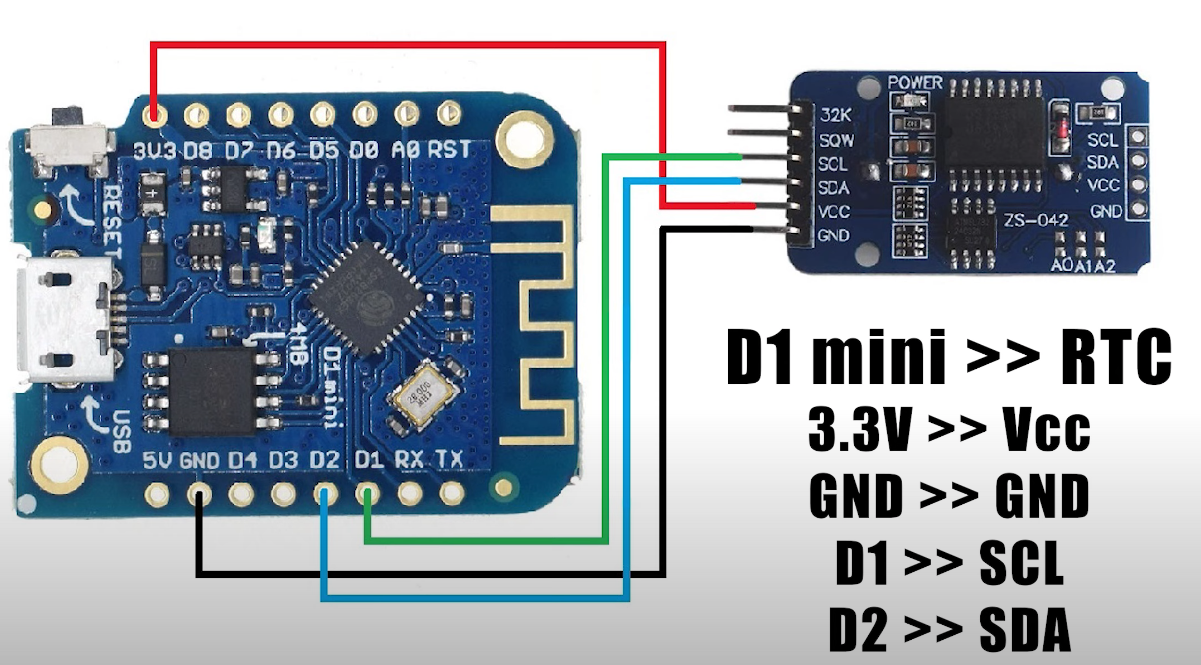 3V3 D8 D7 D6 D5 D0 A0 RST
RESET
4MB
D1 mini
USB
5V GND D4 D3 D2 D1 RX TX
POWER
32K
SQW
SCL
SDA
VCC
GND
SCL
SDA
VCC
GND
ZS-042
A0 A1 A2
D1 mini >> RTC
3.3V >> Vcc
GND >> GND
D1 >> SCL
D2 >> SDA